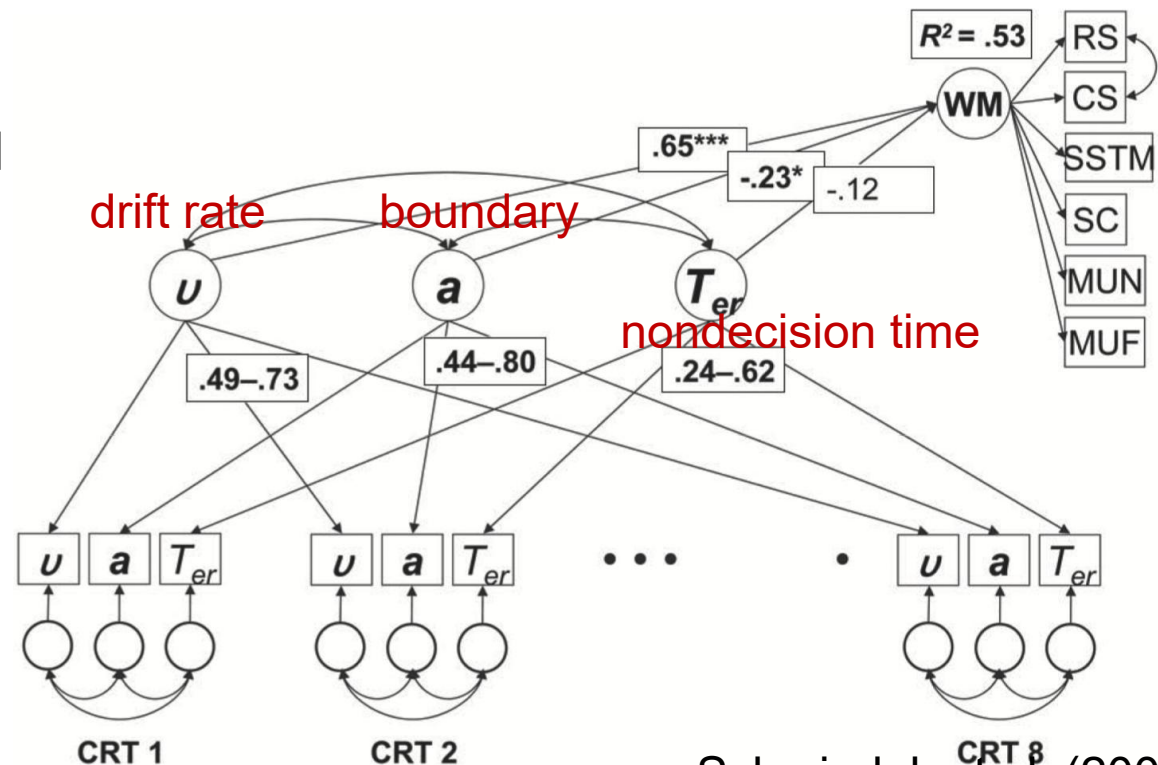 R² = .53
RS
WM
CS
.65***
SSTM
-.23*
-.12
drift rate
boundary
SC
υ
a
Ter
MUN
nondecision time
MUF
.49–.73
.44–.80
.24–.62
υ a Ter
υ a Ter
• • •
•
υ a Ter
CRT 1
CRT 2
CRT 8